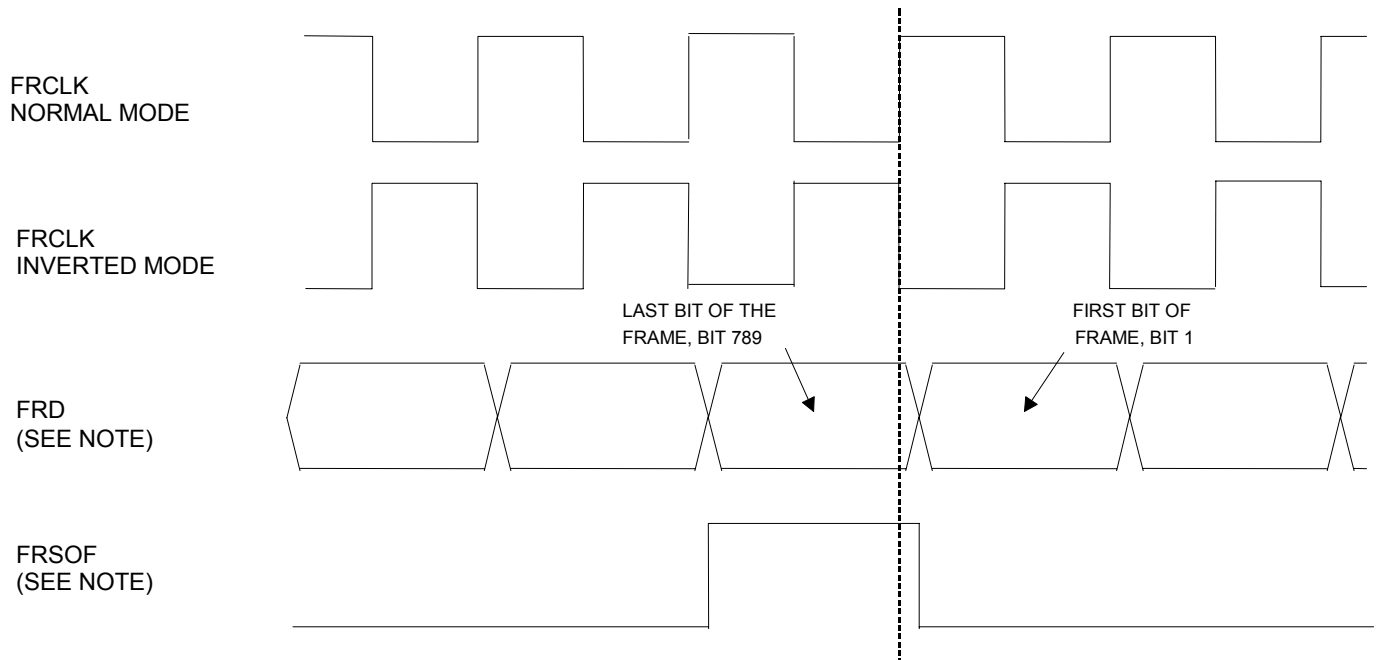 FRCLK
NORMAL MODE
FRCLK
INVERTED MODE
LAST BIT OF THE
FRAME, BIT 789
FIRST BIT OF
FRAME, BIT 1
FRD
(SEE NOTE)
FRSOF
(SEE NOTE)